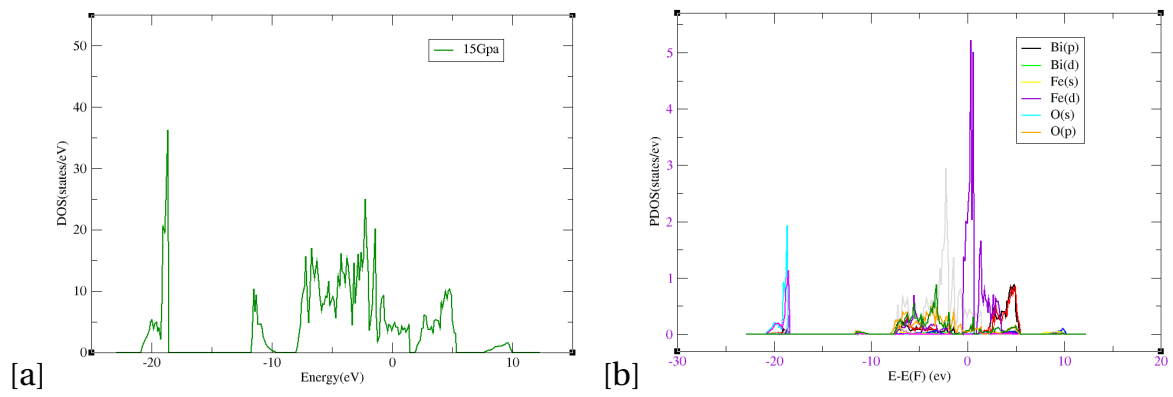 50
40
30
20
10
0
DOS(states/eV)
15Gpa
-20
-10
0
10
Energy(eV)
[a]
5
4
3
2
1
0
PDOS(states/ev
Bi(p)
Bi(d)
Fe(s)
Fe(d)
O(s)
O(p)
-30
-20
-10
0
10
20
E-E(F) (ev)
[b]